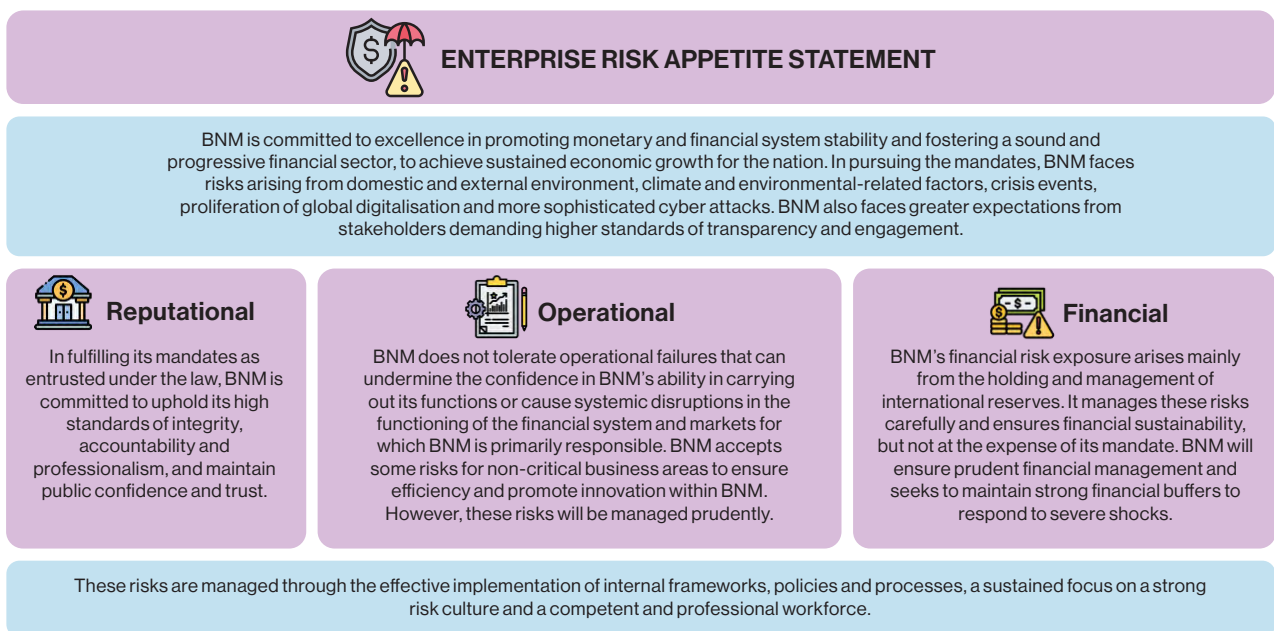 ENTERPRISE RISK APPETITE STATEMENT
BNM is committed to excellence in promoting monetary and financial system stability and fostering a sound and
progressive financial sector, to achieve sustained economic growth for the nation. In pursuing the mandates, BNM faces
risks arising from domestic and external environment, climate and environmental-related factors, crisis events,
proliferation of global digitalisation and more sophisticated cyber attacks. BNM also faces greater expectations from
stakeholders demanding higher standards of transparency and engagement.
Reputational
In fulfilling its mandates as
entrusted under the law, BNM is
committed to uphold its high
standards of integrity,
accountability and
professionalism, and maintain
public confidence and trust.
Operational
BNM does not tolerate operational failures that can
undermine the confidence in BNM's ability in carrying
out its functions or cause systemic disruptions in the
functioning of the financial system and markets for
which BNM is primarily responsible. BNM accepts
some risks for non-critical business areas to ensure
efficiency and promote innovation within BNM.
However, these risks will be managed prudently.
Financial
BNM's financial risk exposure arises mainly
from the holding and management of
international reserves. It manages these risks
carefully and ensures financial sustainability,
but not at the expense of its mandate. BNM will
ensure prudent financial management and
seeks to maintain strong financial buffers to
respond to severe shocks.
These risks are managed through the effective implementation of internal frameworks, policies and processes, a sustained focus on a strong
risk culture and a competent and professional workforce.